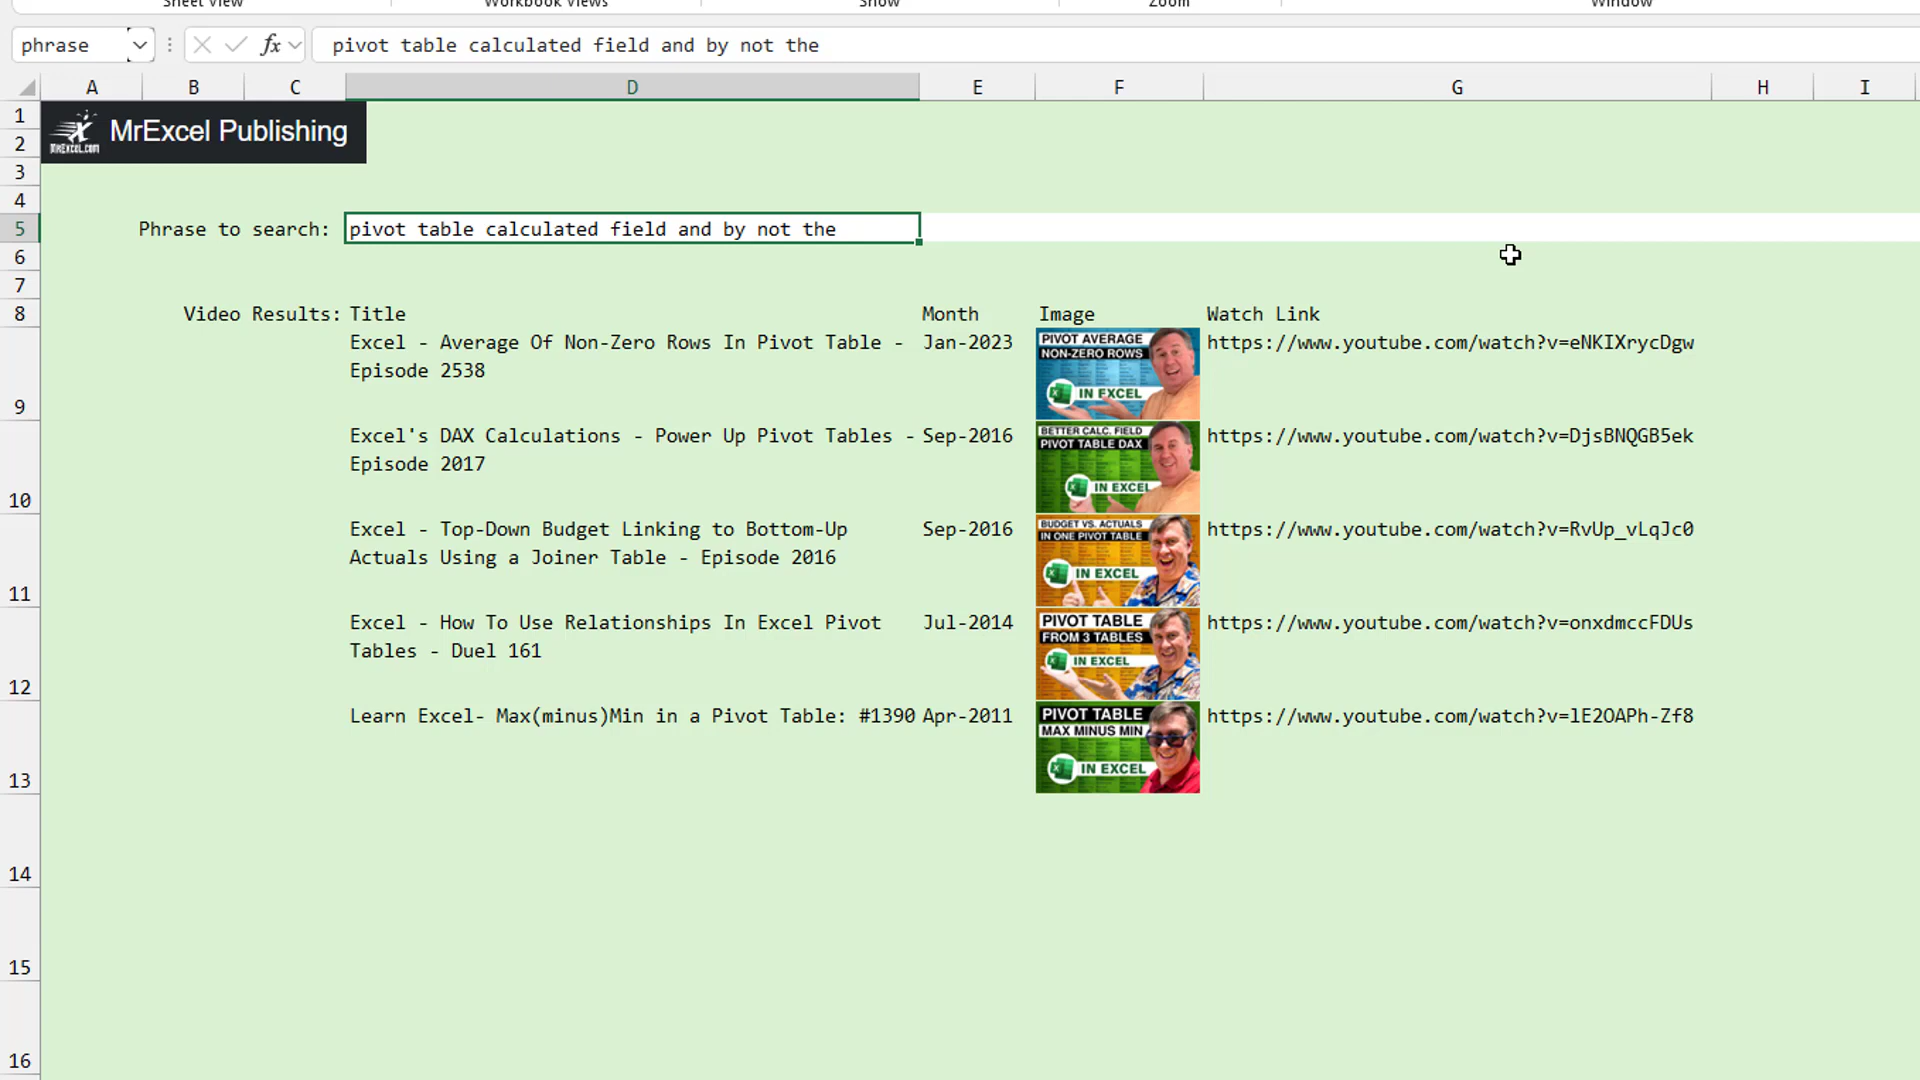 Sheet View Workbook Views Show Zoom Window
phrase fx pivot table calculated field and by not the
A B C D E F G H I
1
MrExcel Publishing
MREXCEL.COM
2
3
4
5 Phrase to search: pivot table calculated field and by not the
6
7
8 Video Results: Title Month Image Watch Link
Excel - Average Of Non-Zero Rows In Pivot Table - Jan-2023 https://www.youtube.com/watch?v=eNKIXrycDgw
Episode 2538
PIVOT AVERAGE
NON-ZERO ROWS
IN EXCEL
9
Excel's DAX Calculations - Power Up Pivot Tables - Sep-2016 https://www.youtube.com/watch?v=DjsBNQGB5ek
Episode 2017
BETTER CALC. FIELD
PIVOT TABLE DAX
IN EXCEL
10
Excel - Top-Down Budget Linking to Bottom-Up Sep-2016 https://www.youtube.com/watch?v=RvUp_vLqJc0
Actuals Using a Joiner Table - Episode 2016
BUDGET VS. ACTUALS
IN ONE PIVOT TABLE
IN EXCEL
11
Excel - How To Use Relationships In Excel Pivot Jul-2014 https://www.youtube.com/watch?v=onxdmccFDUs
Tables - Duel 161
PIVOT TABLE
FROM 3 TABLES
IN EXCEL
12
Learn Excel- Max(minus)Min in a Pivot Table: #1390 Apr-2011 https://www.youtube.com/watch?v=lE2OAPh-Zf8
PIVOT TABLE
MAX MINUS MIN
IN EXCEL
13
14
15
16